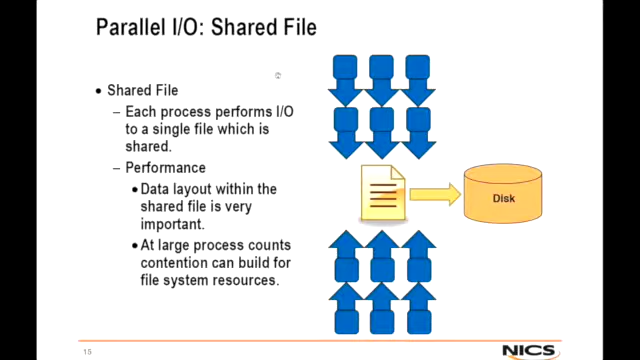 Parallel I/O: Shared File
• Shared File
– Each process performs I/O
to a single file which is
shared.
– Performance
• Data layout within the
shared file is very
important.
• At large process counts
contention can build for
file system resources.
Disk
15
NICS